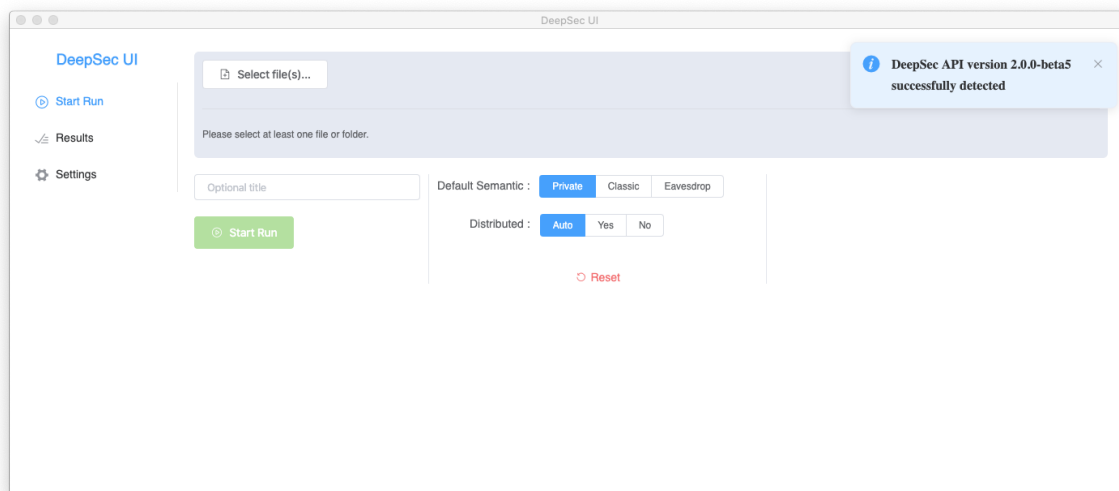 DeepSec UI
DeepSec UI
Start Run
Results
Settings
Select file(s)...
Please select at least one file or folder.
DeepSec API version 2.0.0-beta5
successfully detected
Optional title
Start Run
Default Semantic : Private Classic Eavesdrop
Distributed : Auto Yes No
Reset